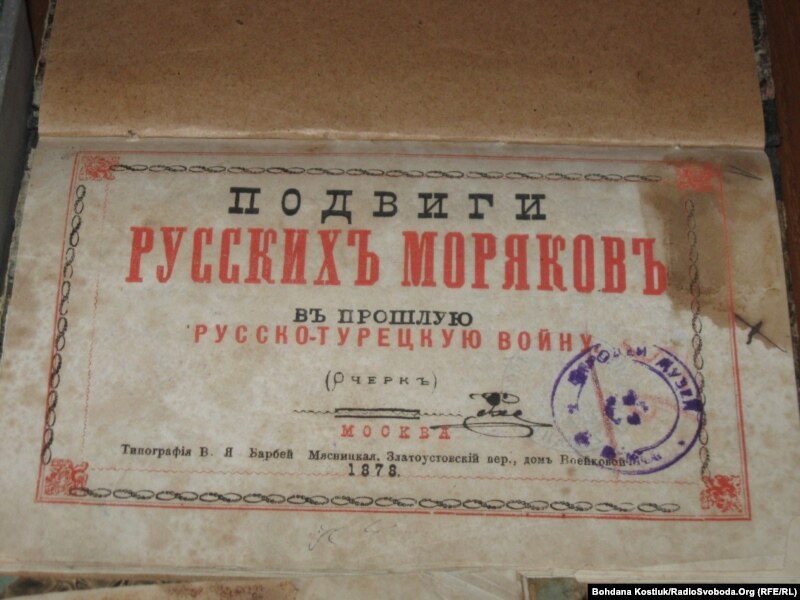 ПОДВИГИ
РУССКИХЪ МОРЯКОВЪ
ВЪ ПРОШЛУЮ
РУССКО-ТУРЕЦКУЮ ВОЙНУ
(ОЧЕРКЪ)
МОСКВА
Типографія В. Я Барбей Мясницкая, Златоустовскій пер., домъ Воейковой
1878.
МУЗЕЙ
Bohdana Kostiuk/RadioSvoboda.Org (RFE/RL)